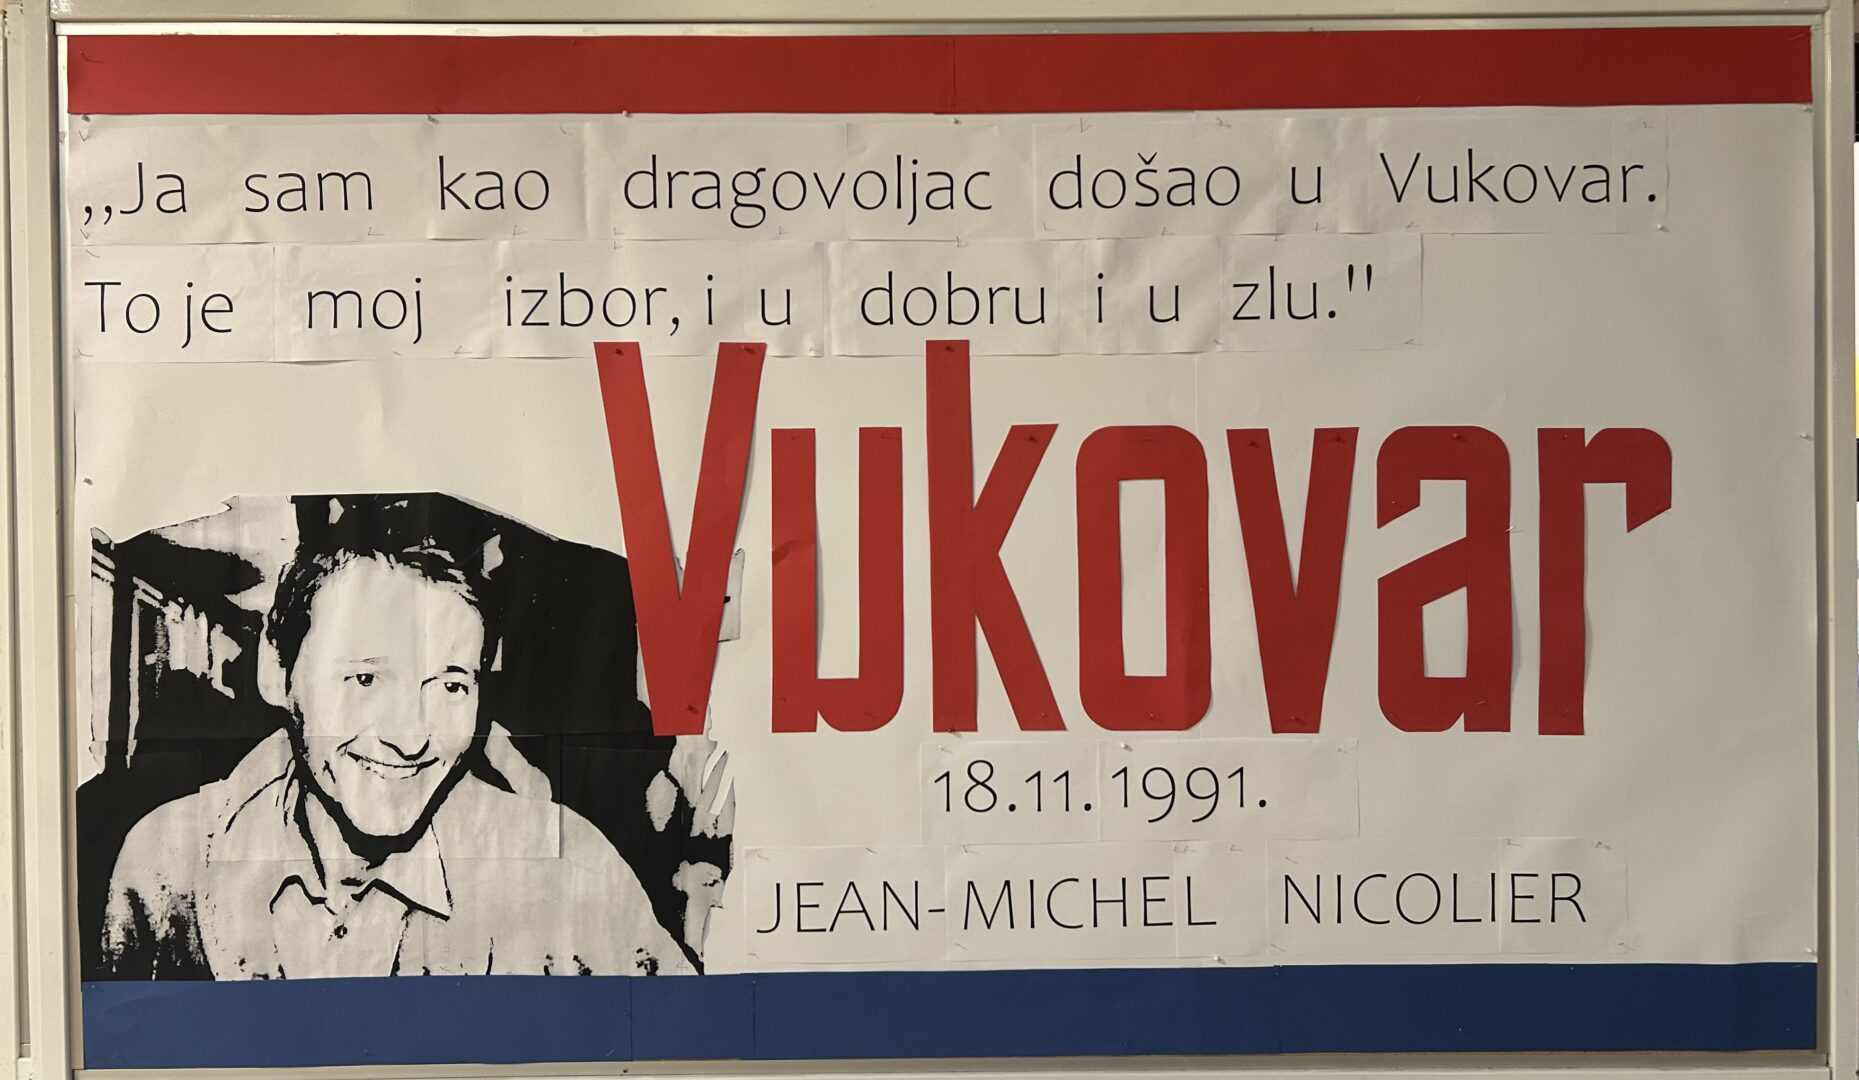 ,,Ja sam kao dragovoljac došao u Vukovar.
To je moj izbor, i u dobru i u zlu."
Vukovar
18.11.1991.
JEAN-MICHEL NICOLIER